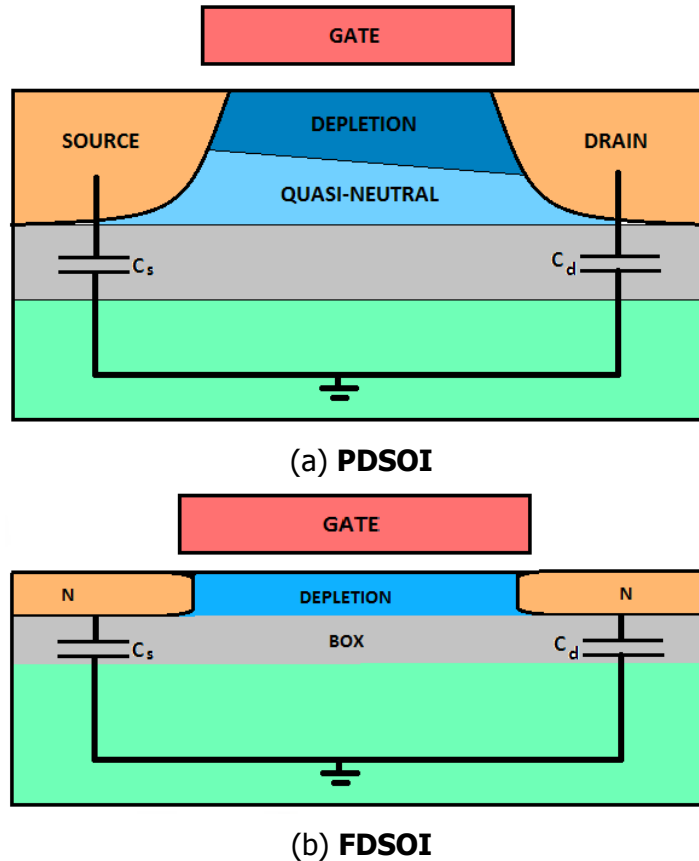 GATE
DEPLETION
SOURCE
DRAIN
QUASI-NEUTRAL
Cs
Cd
(a) PDSOI
GATE
N
DEPLETION
N
Cs
BOX
Cd
(b) FDSOI